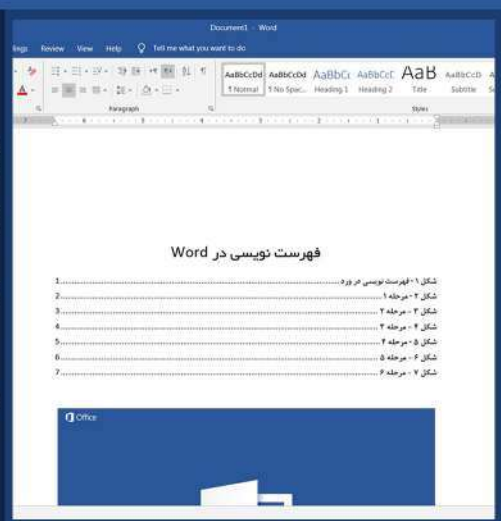 Document1 - Word
ings Review View Help Tell me what you want to do
AaBbCcDd AaBbCcDd AaBbCc AaBbCcC AaB AaBbCcD
¶ Normal ¶ No Spac... Heading 1 Heading 2 Title Subtitle
Paragraph Styles
فهرست نویسی در Word
شکل ۱ - فهرست نویسی در ورد 1
شکل ۲ - مرحله ۱ 2
شکل ۳ - مرحله ۲ 3
شکل ۴ - مرحله ۳ 4
شکل ۵ - مرحله ۴ 5
شکل ۶ - مرحله ۵ 6
شکل ۷ - مرحله ۶ 7
Office